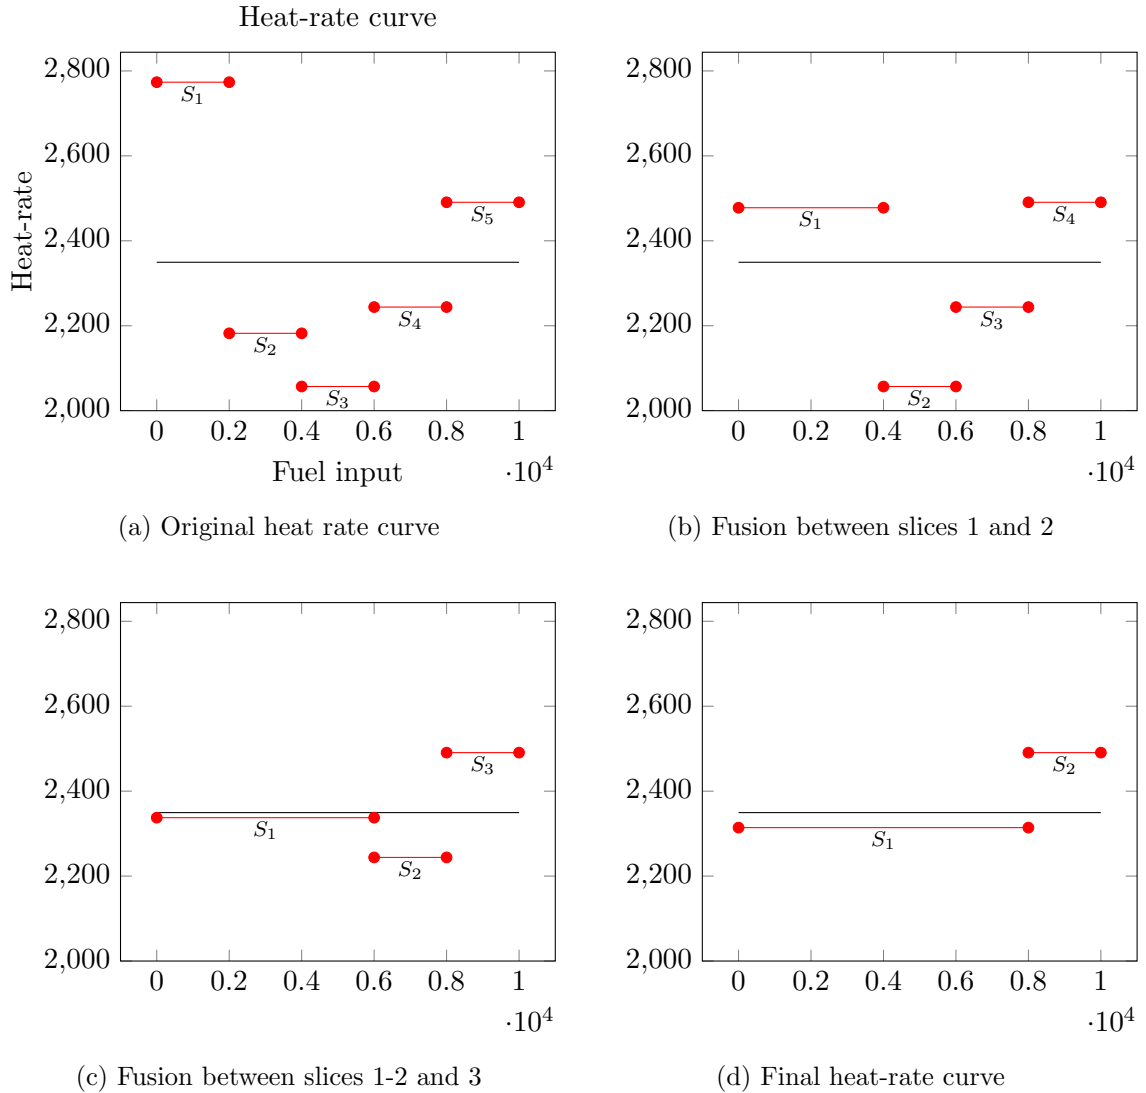 Heat-rate curve
2,800
2,600
2,400
2,200
2,000
Heat-rate
S1
S2
S3
S4
S5
0 0.2 0.4 0.6 0.8 1
Fuel input
·10^4
(a) Original heat rate curve
2,800
2,600
2,400
2,200
2,000
S1
S2
S3
S4
0 0.2 0.4 0.6 0.8 1
·10^4
(b) Fusion between slices 1 and 2
2,800
2,600
2,400
2,200
2,000
S1
S2
S3
0 0.2 0.4 0.6 0.8 1
·10^4
(c) Fusion between slices 1-2 and 3
2,800
2,600
2,400
2,200
2,000
S1
S2
0 0.2 0.4 0.6 0.8 1
·10^4
(d) Final heat-rate curve